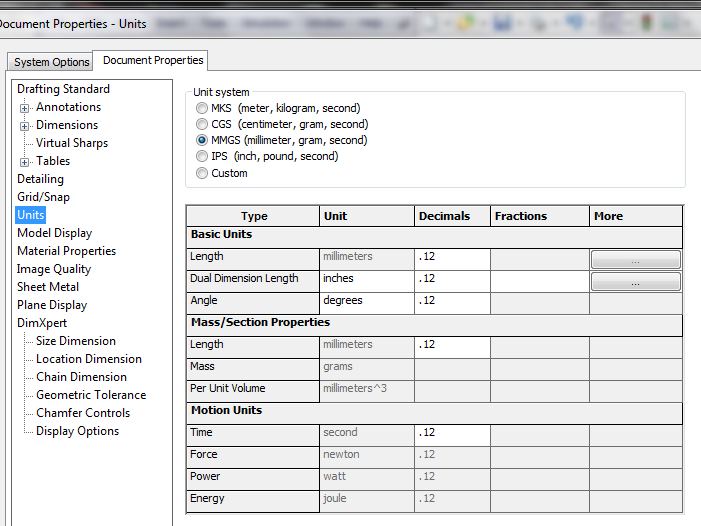 Document Properties - Units
Insert Tools Simulation Window Help
System Options Document Properties
Drafting Standard
Annotations
Dimensions
Virtual Sharps
Tables
Detailing
Grid/Snap
Units
Model Display
Material Properties
Image Quality
Sheet Metal
Plane Display
DimXpert
Size Dimension
Location Dimension
Chain Dimension
Geometric Tolerance
Chamfer Controls
Display Options
Unit system
MKS (meter, kilogram, second)
CGS (centimeter, gram, second)
MMGS (millimeter, gram, second)
IPS (inch, pound, second)
Custom
Type Unit Decimals Fractions More
Basic Units
Length millimeters .12 ...
Dual Dimension Length inches .12 ...
Angle degrees .12
Mass/Section Properties
Length millimeters .12
Mass grams
Per Unit Volume millimeters^3
Motion Units
Time second .12
Force newton .12
Power watt .12
Energy joule .12